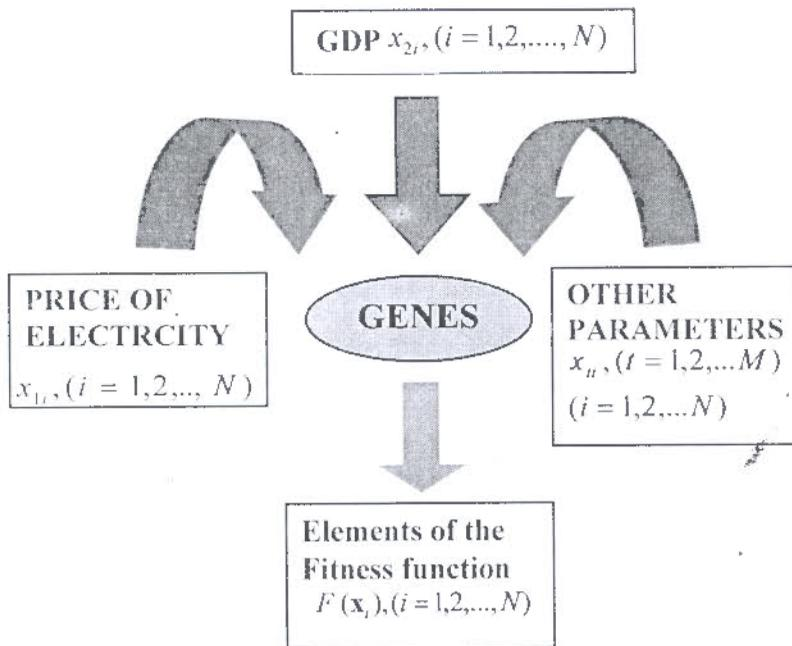 GDP x₂ᵢ, (i = 1,2,...., N)
PRICE OF
ELECTRCITY
x₁ᵢ, (i = 1,2,.., N)
GENES
OTHER
PARAMETERS
xₜᵢ, (t = 1,2,...M)
(i = 1,2,...N)
Elements of the
Fitness function
F(xᵢ),(i = 1,2,...,N)